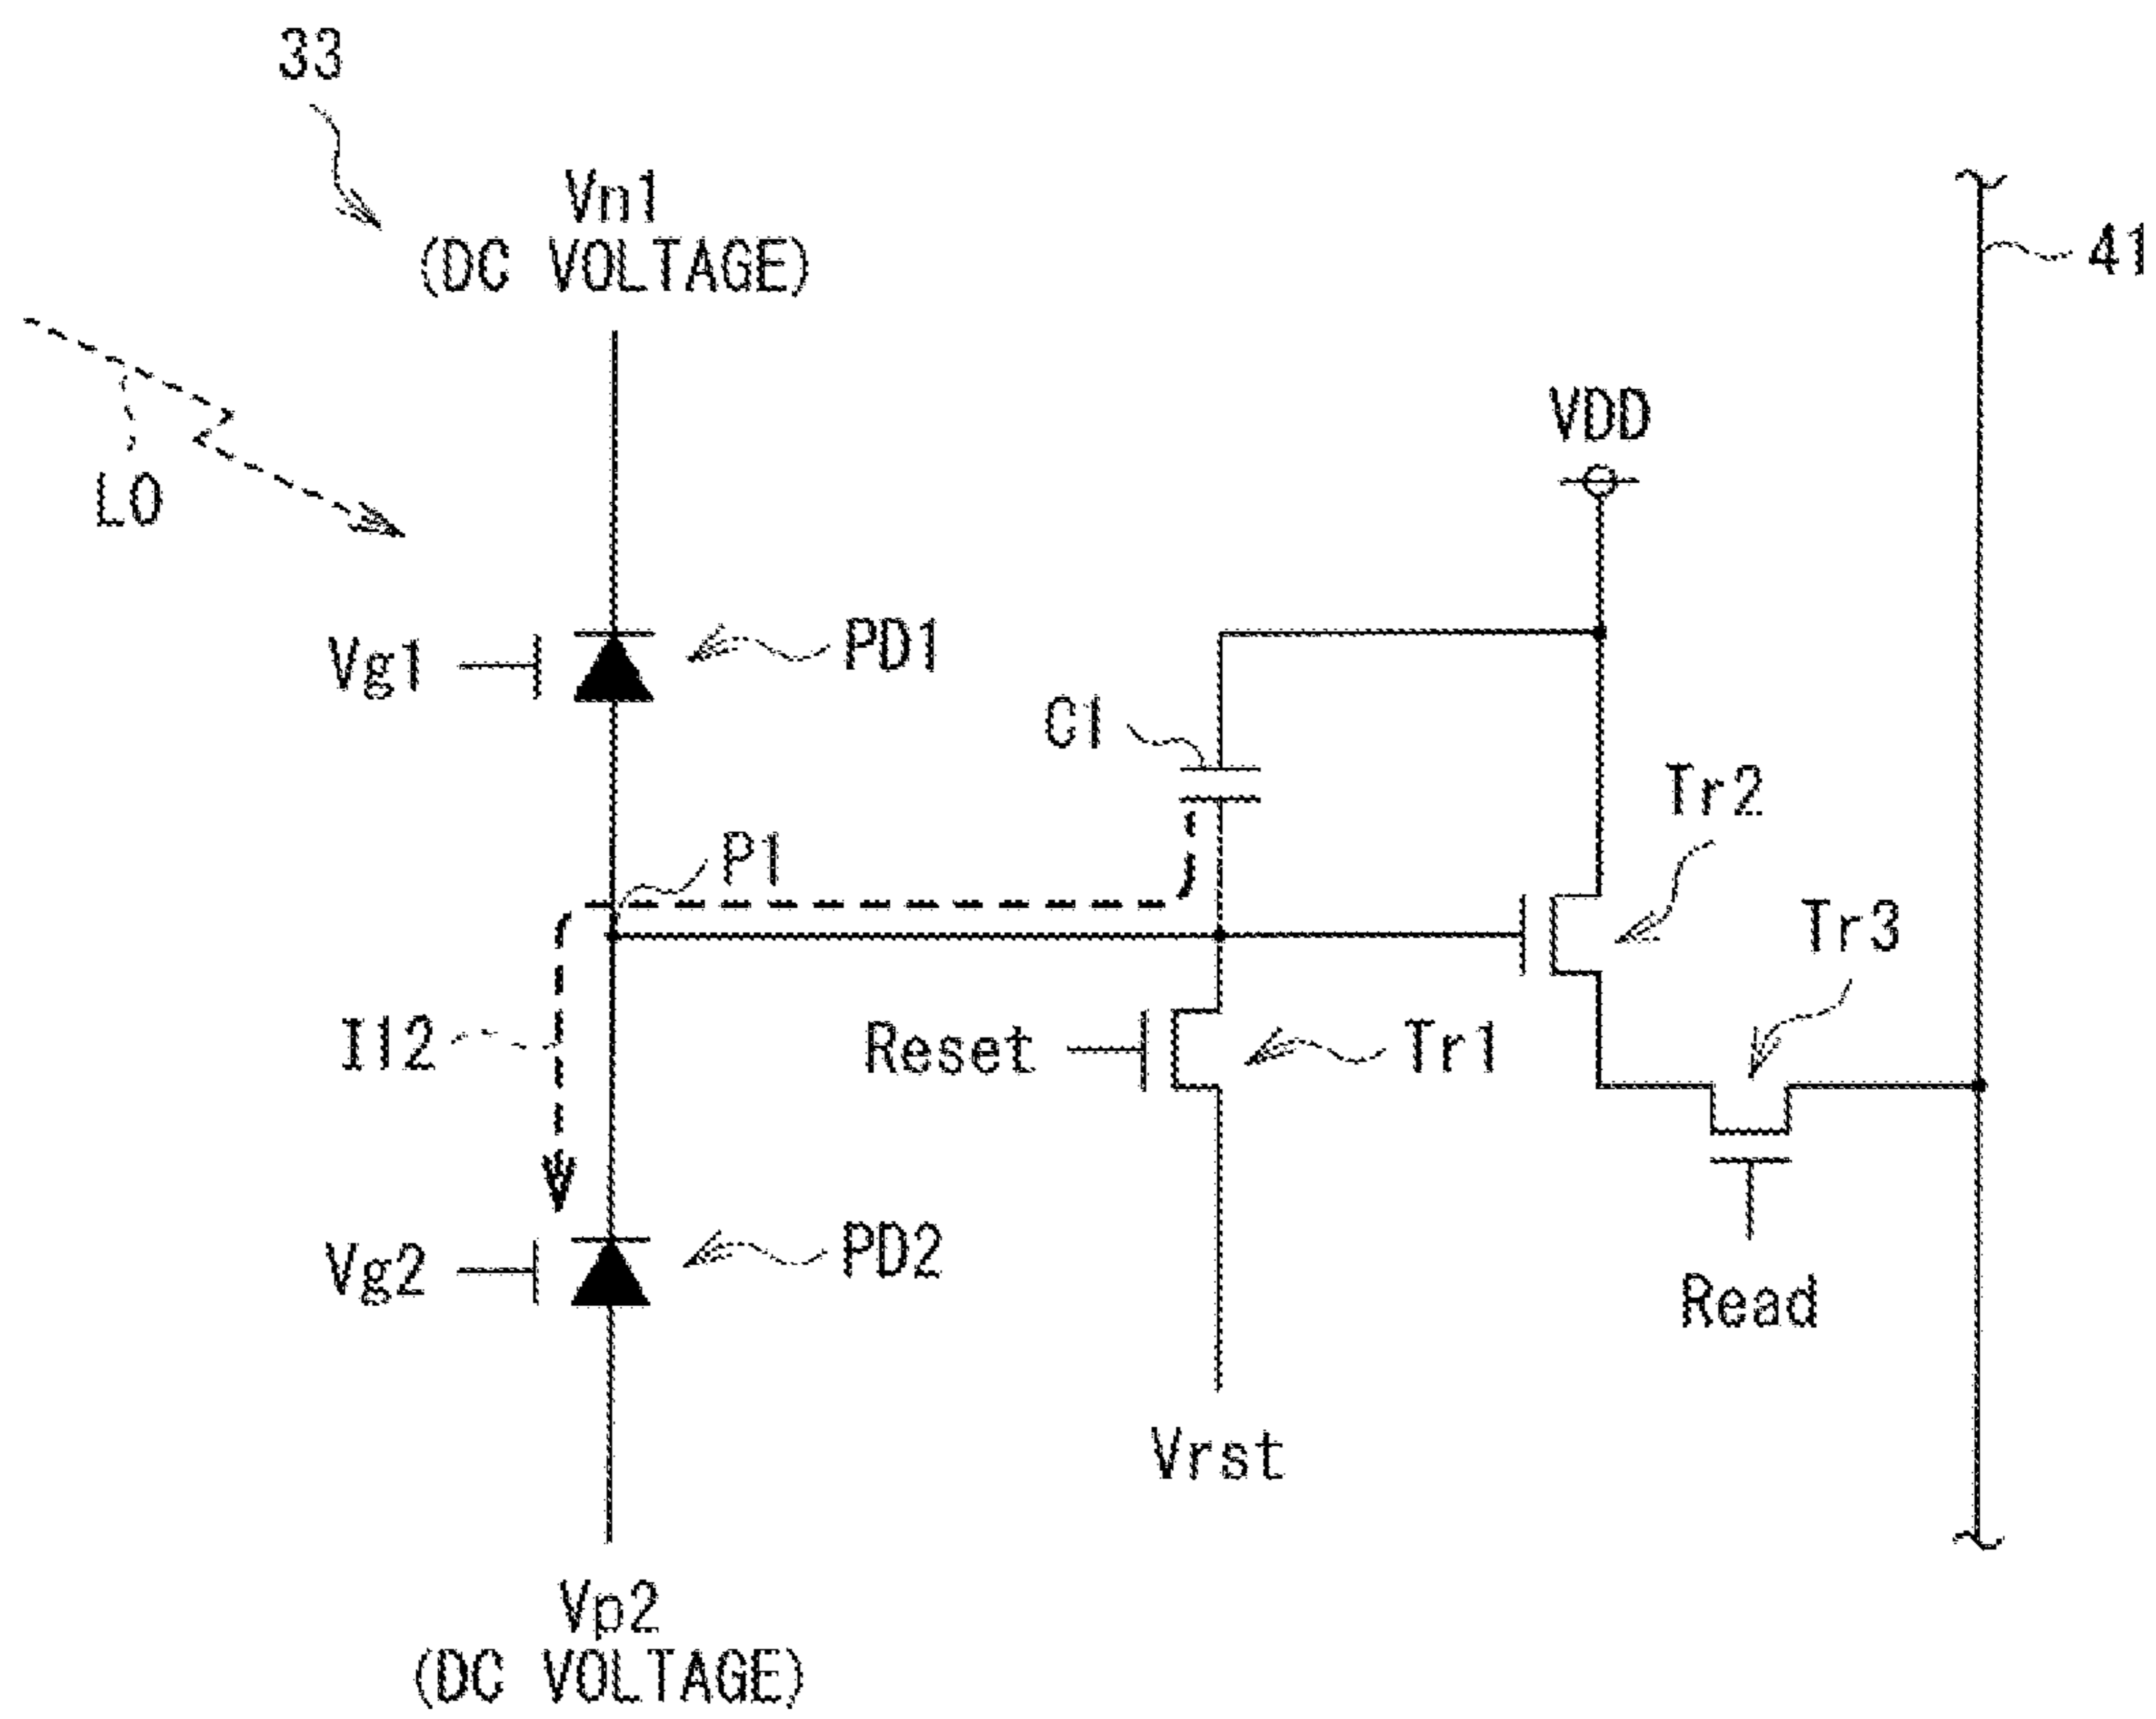 33
Vn1
(DC VOLTAGE)
41
L0
VDD
Vg1
PD1
C1
Tr2
P1
Tr3
Il2
Reset
Tr1
Vg2
PD2
Read
Vrst
Vp2
(DC VOLTAGE)